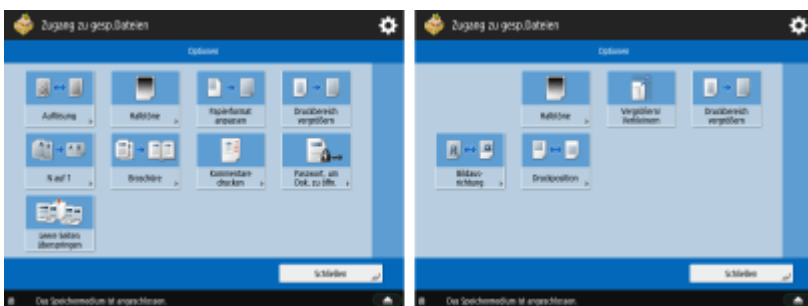 Zugang zu gesp.Dateien
Optionen
Auflösung
Halbtöne
Papierformat
anpassen
Druckbereich
vergrößern
N auf 1
Broschüre
Kommentare
drucken
Passwort, um
Dok. zu öffn.
Leere Seiten
überspringen
Schließen
Das Speichermedium ist angeschlossen.
Zugang zu gesp.Dateien
Optionen
Halbtöne
Vergrößern/
Verkleinern
Druckbereich
vergrößern
Bildaus-
richtung
Druckposition
Schließen
Das Speichermedium ist angeschlossen.